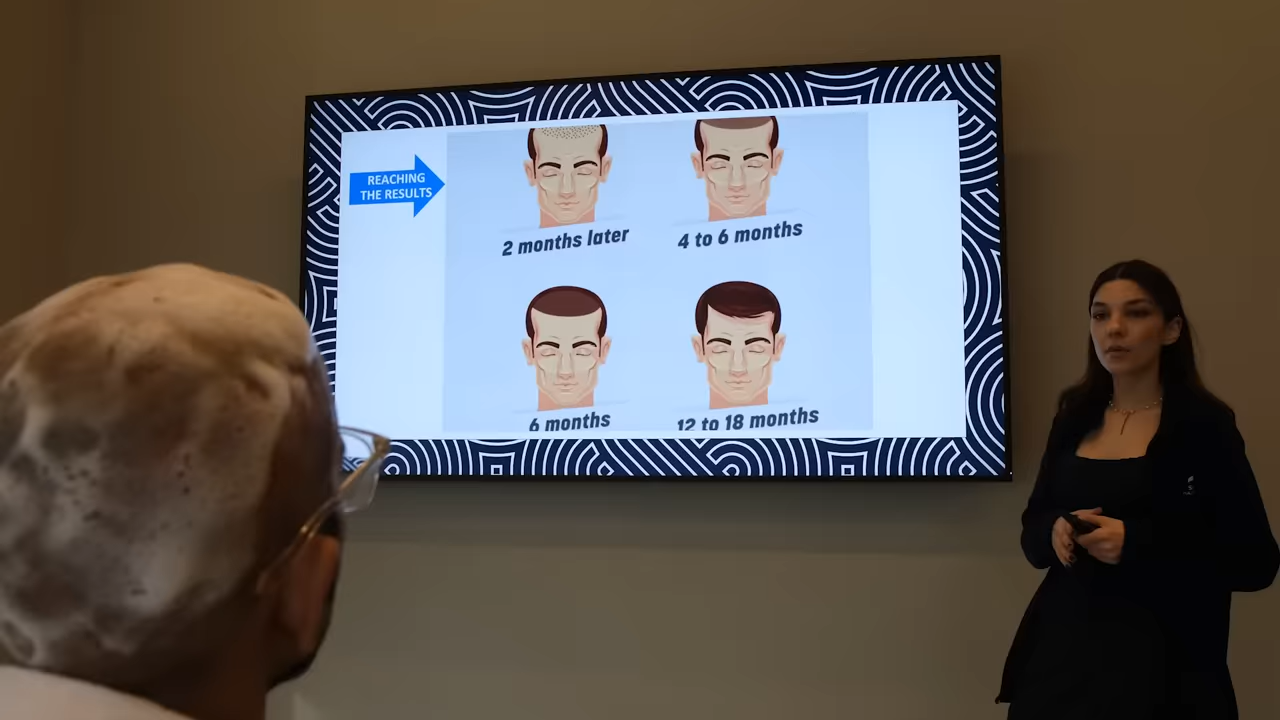 REACHING
THE RESULTS
2 months later
4 to 6 months
6 months
12 to 18 months